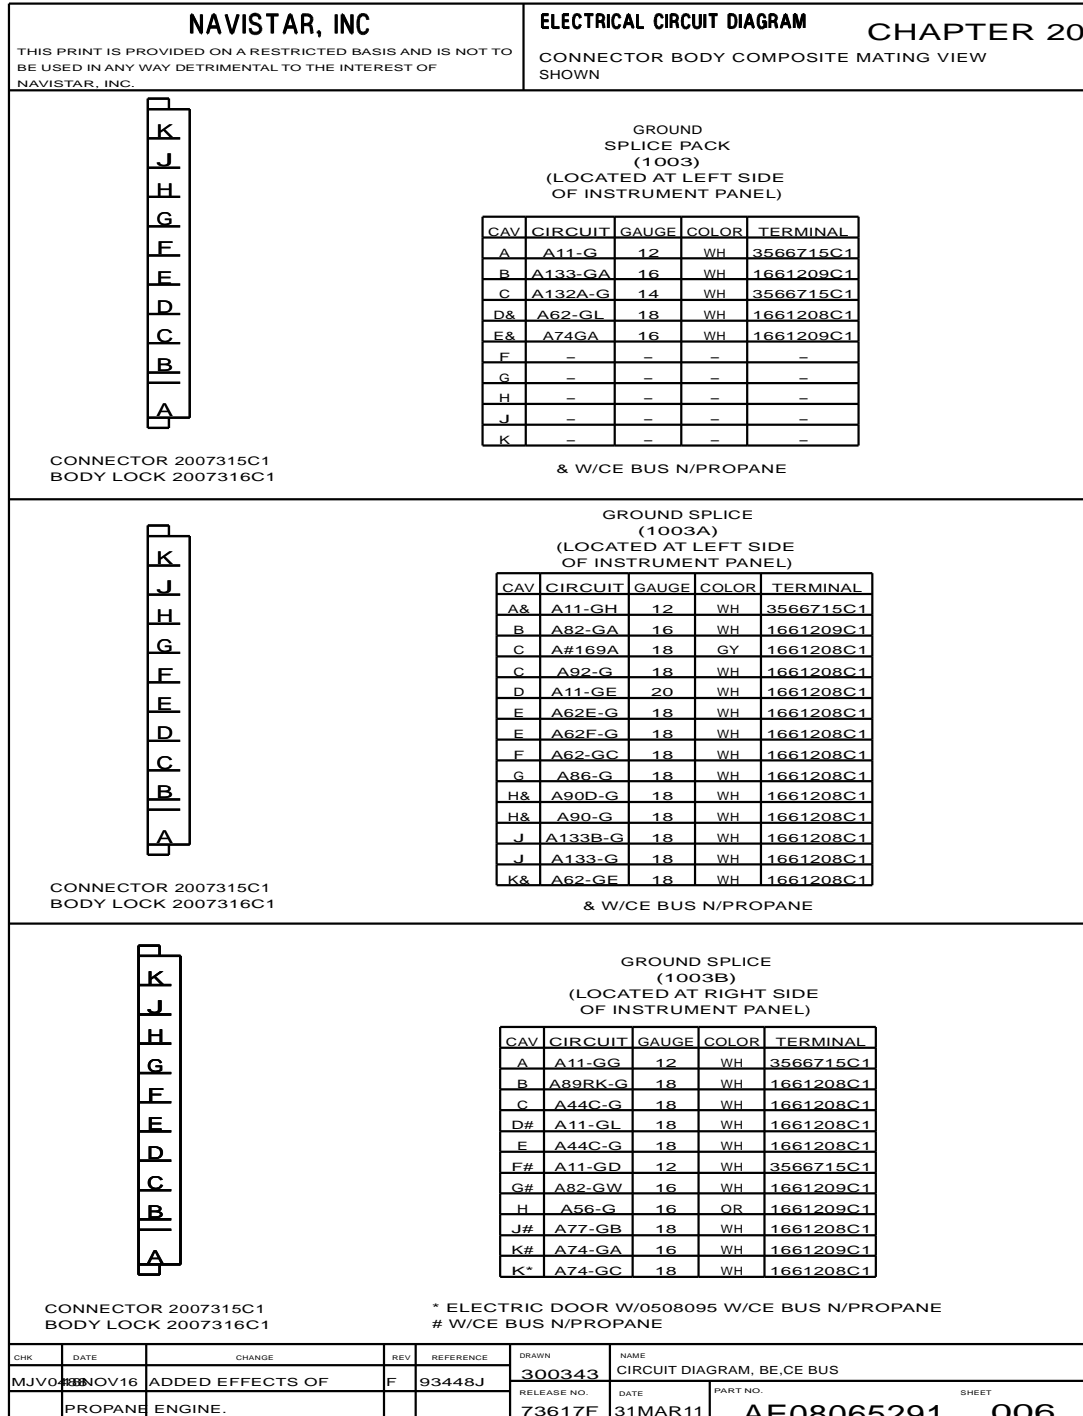 NAVISTAR, INC
THIS PRINT IS PROVIDED ON A RESTRICTED BASIS AND IS NOT TO
BE USED IN ANY WAY DETRIMENTAL TO THE INTEREST OF
NAVISTAR, INC.
ELECTRICAL CIRCUIT DIAGRAM CHAPTER 20
CONNECTOR BODY COMPOSITE MATING VIEW
SHOWN
K
J
H
G
F
E
D
C
B
A
CONNECTOR 2007315C1
BODY LOCK 2007316C1
GROUND
SPLICE PACK
(1003)
(LOCATED AT LEFT SIDE
OF INSTRUMENT PANEL)
CAV CIRCUIT GAUGE COLOR TERMINAL
A A11-G 12 WH 3566715C1
B A133-GA 16 WH 1661209C1
C A132A-G 14 WH 3566715C1
D& A62-GL 18 WH 1661208C1
E& A74GA 16 WH 1661209C1
F – – – –
G – – – –
H – – – –
J – – – –
K – – – –
& W/CE BUS N/PROPANE
K
J
H
G
F
E
D
C
B
A
CONNECTOR 2007315C1
BODY LOCK 2007316C1
GROUND SPLICE
(1003A)
(LOCATED AT LEFT SIDE
OF INSTRUMENT PANEL)
CAV CIRCUIT GAUGE COLOR TERMINAL
A& A11-GH 12 WH 3566715C1
B A82-GA 16 WH 1661209C1
C A#169A 18 GY 1661208C1
C A92-G 18 WH 1661208C1
D A11-GE 20 WH 1661208C1
E A62E-G 18 WH 1661208C1
E A62F-G 18 WH 1661208C1
F A62-GC 18 WH 1661208C1
G A86-G 18 WH 1661208C1
H& A90D-G 18 WH 1661208C1
H& A90-G 18 WH 1661208C1
J A133B-G 18 WH 1661208C1
J A133-G 18 WH 1661208C1
K& A62-GE 18 WH 1661208C1
& W/CE BUS N/PROPANE
K
J
H
G
F
E
D
C
B
A
CONNECTOR 2007315C1
BODY LOCK 2007316C1
GROUND SPLICE
(1003B)
(LOCATED AT RIGHT SIDE
OF INSTRUMENT PANEL)
CAV CIRCUIT GAUGE COLOR TERMINAL
A A11-GG 12 WH 3566715C1
B A89RK-G 18 WH 1661208C1
C A44C-G 18 WH 1661208C1
D# A11-GL 18 WH 1661208C1
E A44C-G 18 WH 1661208C1
F# A11-GD 12 WH 3566715C1
G# A82-GW 16 WH 1661209C1
H A56-G 16 OR 1661209C1
J# A77-GB 18 WH 1661208C1
K# A74-GA 16 WH 1661209C1
K* A74-GC 18 WH 1661208C1
* ELECTRIC DOOR W/0508095 W/CE BUS N/PROPANE
# W/CE BUS N/PROPANE
CHK DATE CHANGE REV REFERENCE
ADDED EFFECTS OF F 93448J
PROPANE ENGINE.
DRAWN
300343
NAME
CIRCUIT DIAGRAM, BE,CE BUS
RELEASE NO.
73617F
DATE
31MAR11
PART NO.
AE08065291
SHEET
006